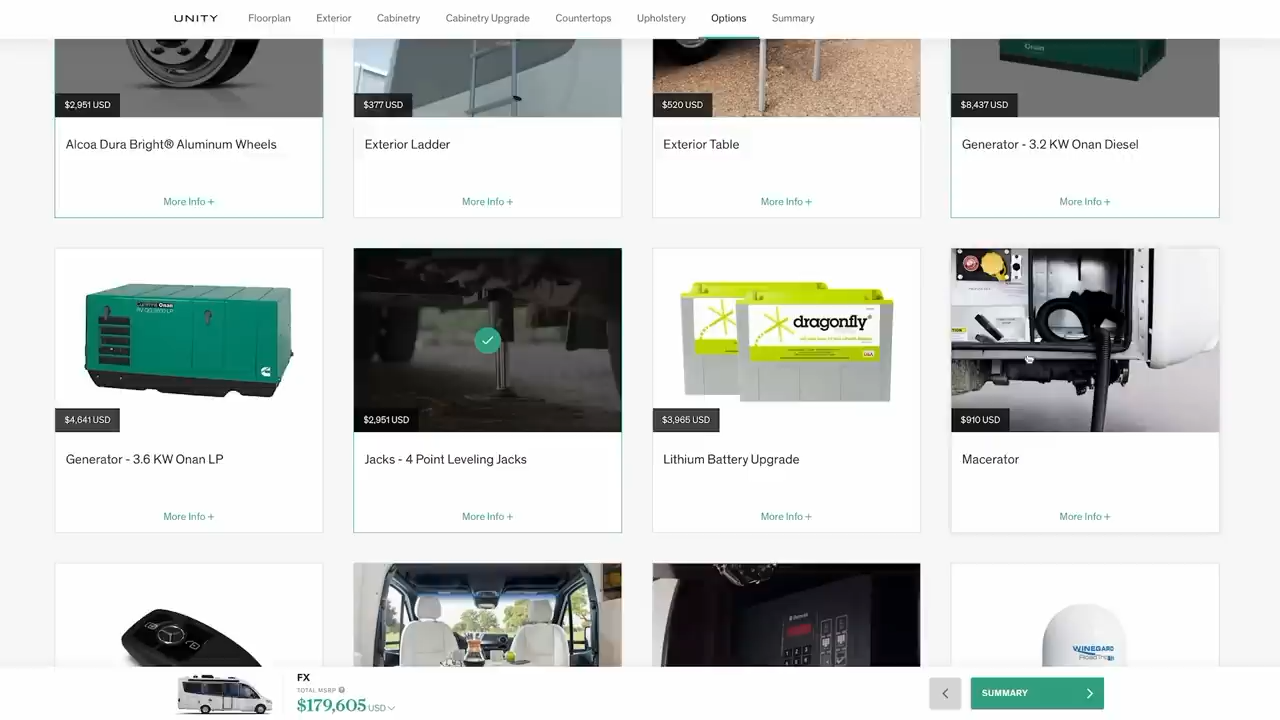 UNITY
Floorplan
Exterior
Cabinetry
Cabinetry Upgrade
Countertops
Upholstery
Options
Summary
Onan
$2,951 USD
$377 USD
$520 USD
$8,437 USD
Alcoa Dura Bright® Aluminum Wheels
Exterior Ladder
Exterior Table
Generator - 3.2 KW Onan Diesel
More Info +
More Info +
More Info +
More Info +
dragonfly
USA
$4,641 USD
$2,951 USD
$3,965 USD
$910 USD
Generator - 3.6 KW Onan LP
Jacks - 4 Point Leveling Jacks
Lithium Battery Upgrade
Macerator
More Info +
More Info +
More Info +
More Info +
WINEGARD
FX
TOTAL MSRP
$179,605 USD
SUMMARY